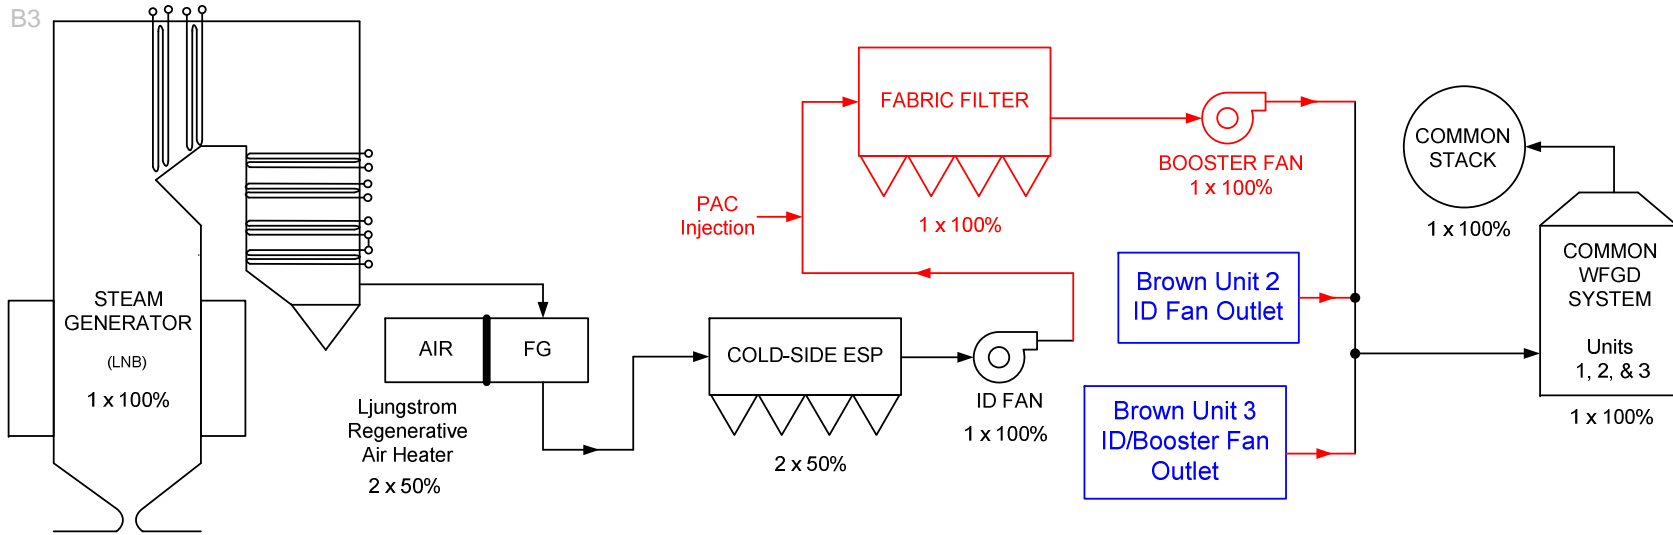 B3
STEAM
GENERATOR
(LNB)
1 x 100%
AIR
FG
Ljungstrom
Regenerative
Air Heater
2 x 50%
COLD-SIDE ESP
2 x 50%
ID FAN
1 x 100%
PAC
Injection
FABRIC FILTER
1 x 100%
BOOSTER FAN
1 x 100%
Brown Unit 2
ID Fan Outlet
Brown Unit 3
ID/Booster Fan
Outlet
COMMON
STACK
1 x 100%
COMMON
WFGD
SYSTEM
Units
1, 2, & 3
1 x 100%